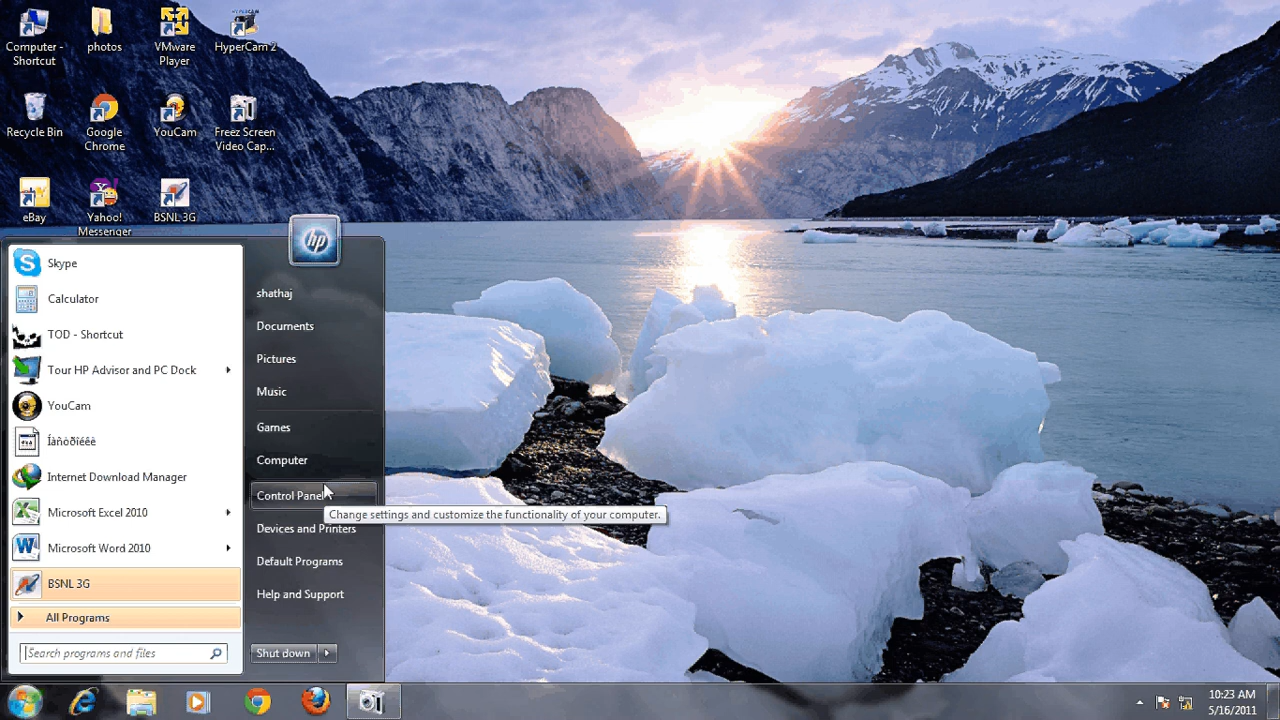 Computer -
Shortcut
photos
VMware
Player
HyperCam 2
Recycle Bin
Google
Chrome
YouCam
Freez Screen
Video Cap...
eBay
Yahoo!
Messenger
BSNL 3G
hp
Skype
Calculator
TOD - Shortcut
Tour HP Advisor and PC Dock
YouCam
Íàñòðîéêè
Internet Download Manager
Microsoft Excel 2010
Microsoft Word 2010
BSNL 3G
All Programs
Search programs and files
shathaj
Documents
Pictures
Music
Games
Computer
Control Panel
Change settings and customize the functionality of your computer.
Devices and Printers
Default Programs
Help and Support
Shut down
10:23 AM
5/16/2011